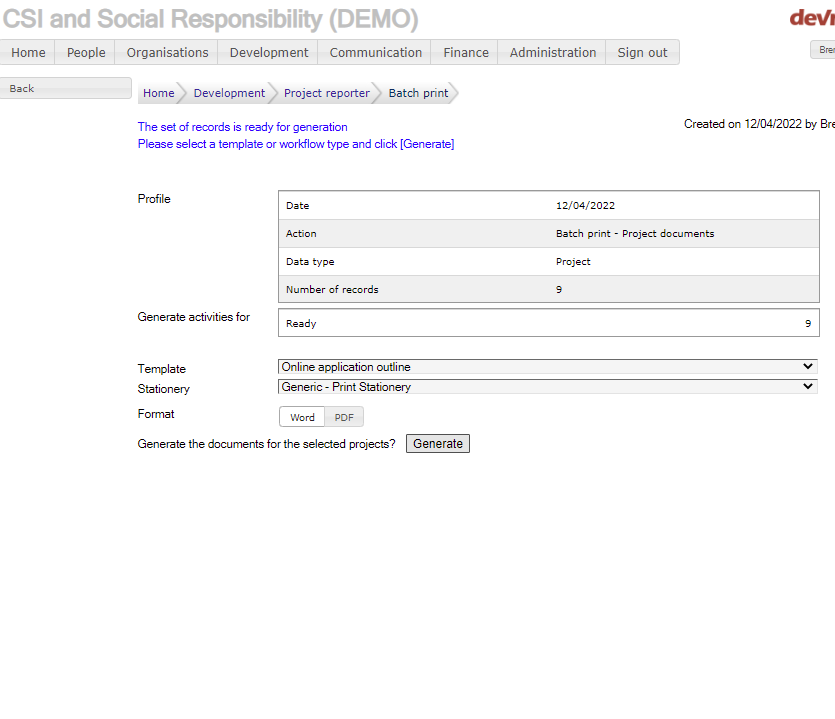 CSI and Social Responsibility (DEMO)
Home People Organisations Development Communication Finance Administration Sign out
Back
Home Development Project reporter Batch print
The set of records is ready for generation
Please select a template or workflow type and click [Generate]
Created on 12/04/2022 by
Profile
Date 12/04/2022
Action Batch print - Project documents
Data type Project
Number of records 9
Generate activities for
Ready 9
Template Online application outline
Stationery Generic - Print Stationery
Format Word PDF
Generate the documents for the selected projects? Generate